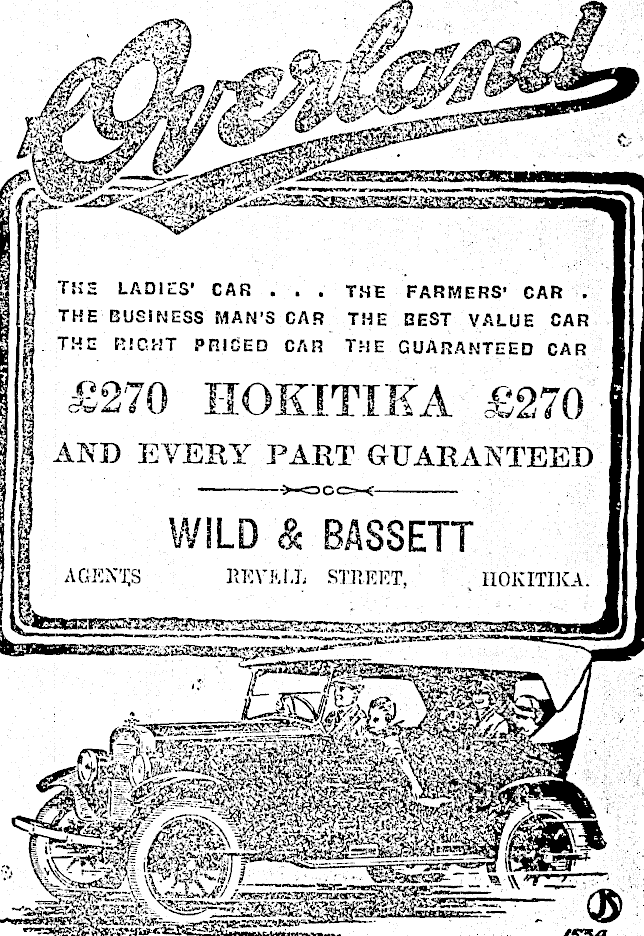 Overland
THE LADIES' CAR . . . THE FARMERS' CAR .
THE BUSINESS MAN'S CAR THE BEST VALUE CAR
THE RIGHT PRICED CAR THE GUARANTEED CAR
£270 HOKITIKA £270
AND EVERY PART GUARANTEED
WILD & BASSETT
AGENTS REVELL STREET, HOKITIKA.
JS